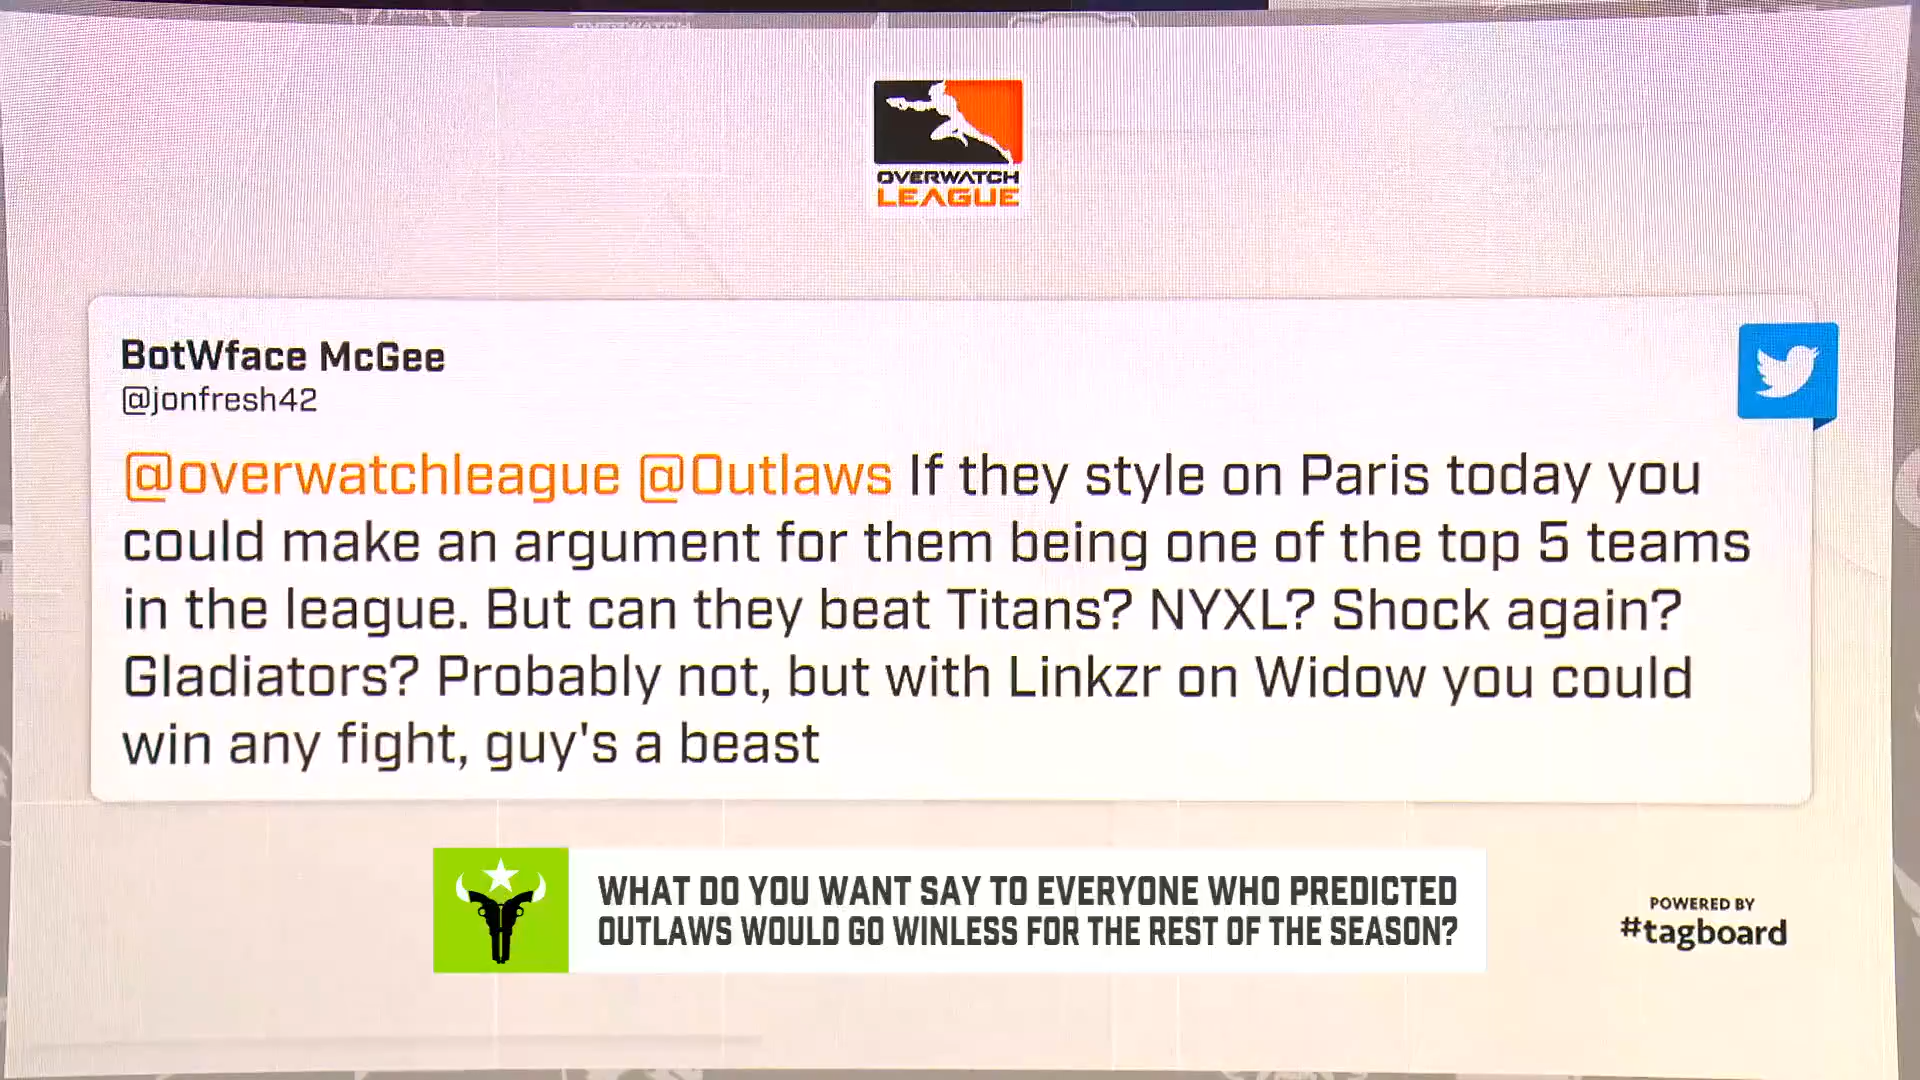 OVERWATCH
LEAGUE
BotWface McGee
@jonfresh42
@overwatchleague @Outlaws If they style on Paris today you
could make an argument for them being one of the top 5 teams
in the league. But can they beat Titans? NYXL? Shock again?
Gladiators? Probably not, but with Linkzr on Widow you could
win any fight, guy's a beast
WHAT DO YOU WANT SAY TO EVERYONE WHO PREDICTED
OUTLAWS WOULD GO WINLESS FOR THE REST OF THE SEASON?
POWERED BY
#tagboard